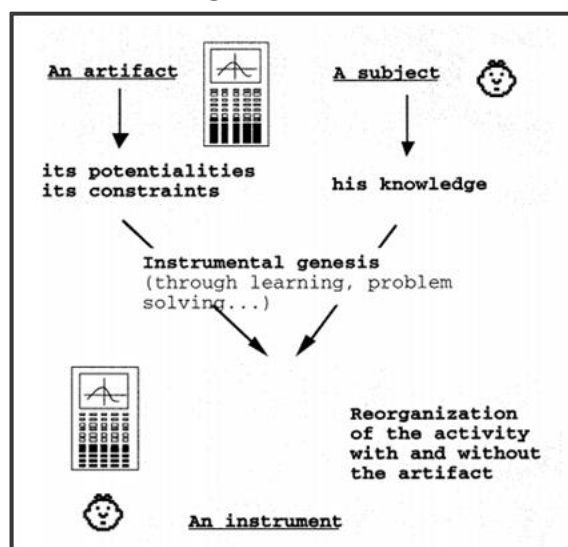 An artifact
A subject
its potentialities
its constraints
his knowledge
Instrumental genesis
(through learning, problem
solving...)
Reorganization
of the activity
with and without
the artifact
An instrument